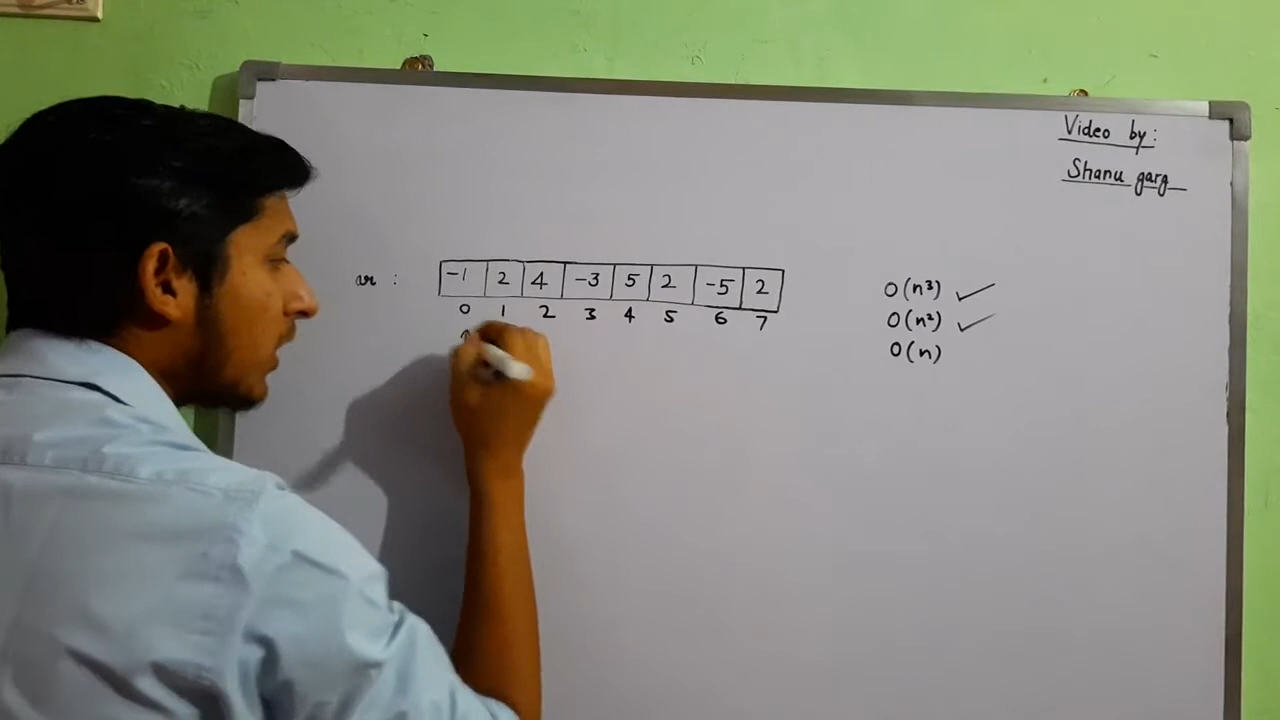 Video by:
Shanu garg
ar : -1 2 4 -3 5 2 -5 2
0 1 2 3 4 5 6 7
O(n³) ✓
O(n²) ✓
O(n)